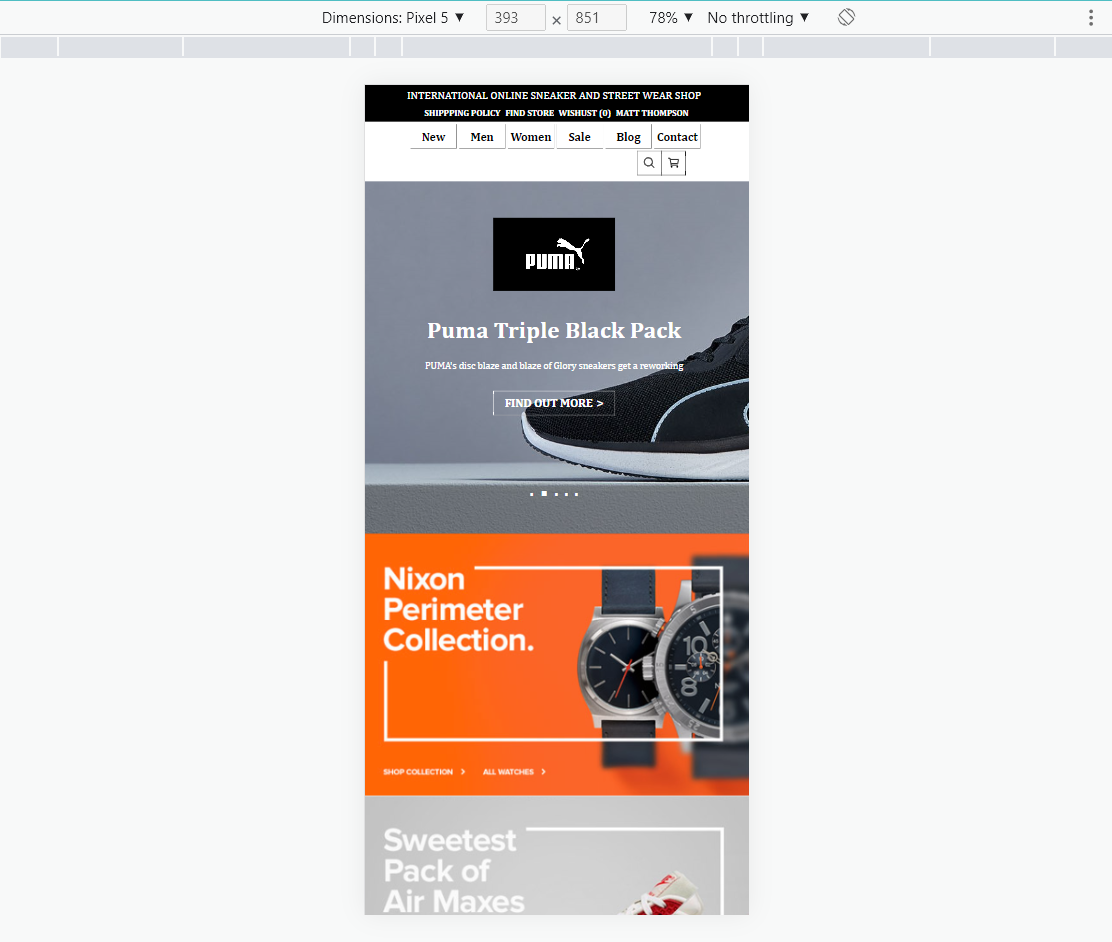 Dimensions: Pixel 5 ▼ 393 × 851 78% ▼ No throttling ▼
INTERNATIONAL ONLINE SNEAKER AND STREET WEAR SHOP
SHIPPPING POLICY FIND STORE WISHUST (0) MATT THOMPSON
New Men Women Sale Blog Contact
PUMA
Puma Triple Black Pack
PUMA's disc blaze and blaze of Glory sneakers get a reworking
FIND OUT MORE >
Nixon
Perimeter
Collection.
10
8
SHOP COLLECTION > ALL WATCHES >
Sweetest
Pack of
Air Maxes